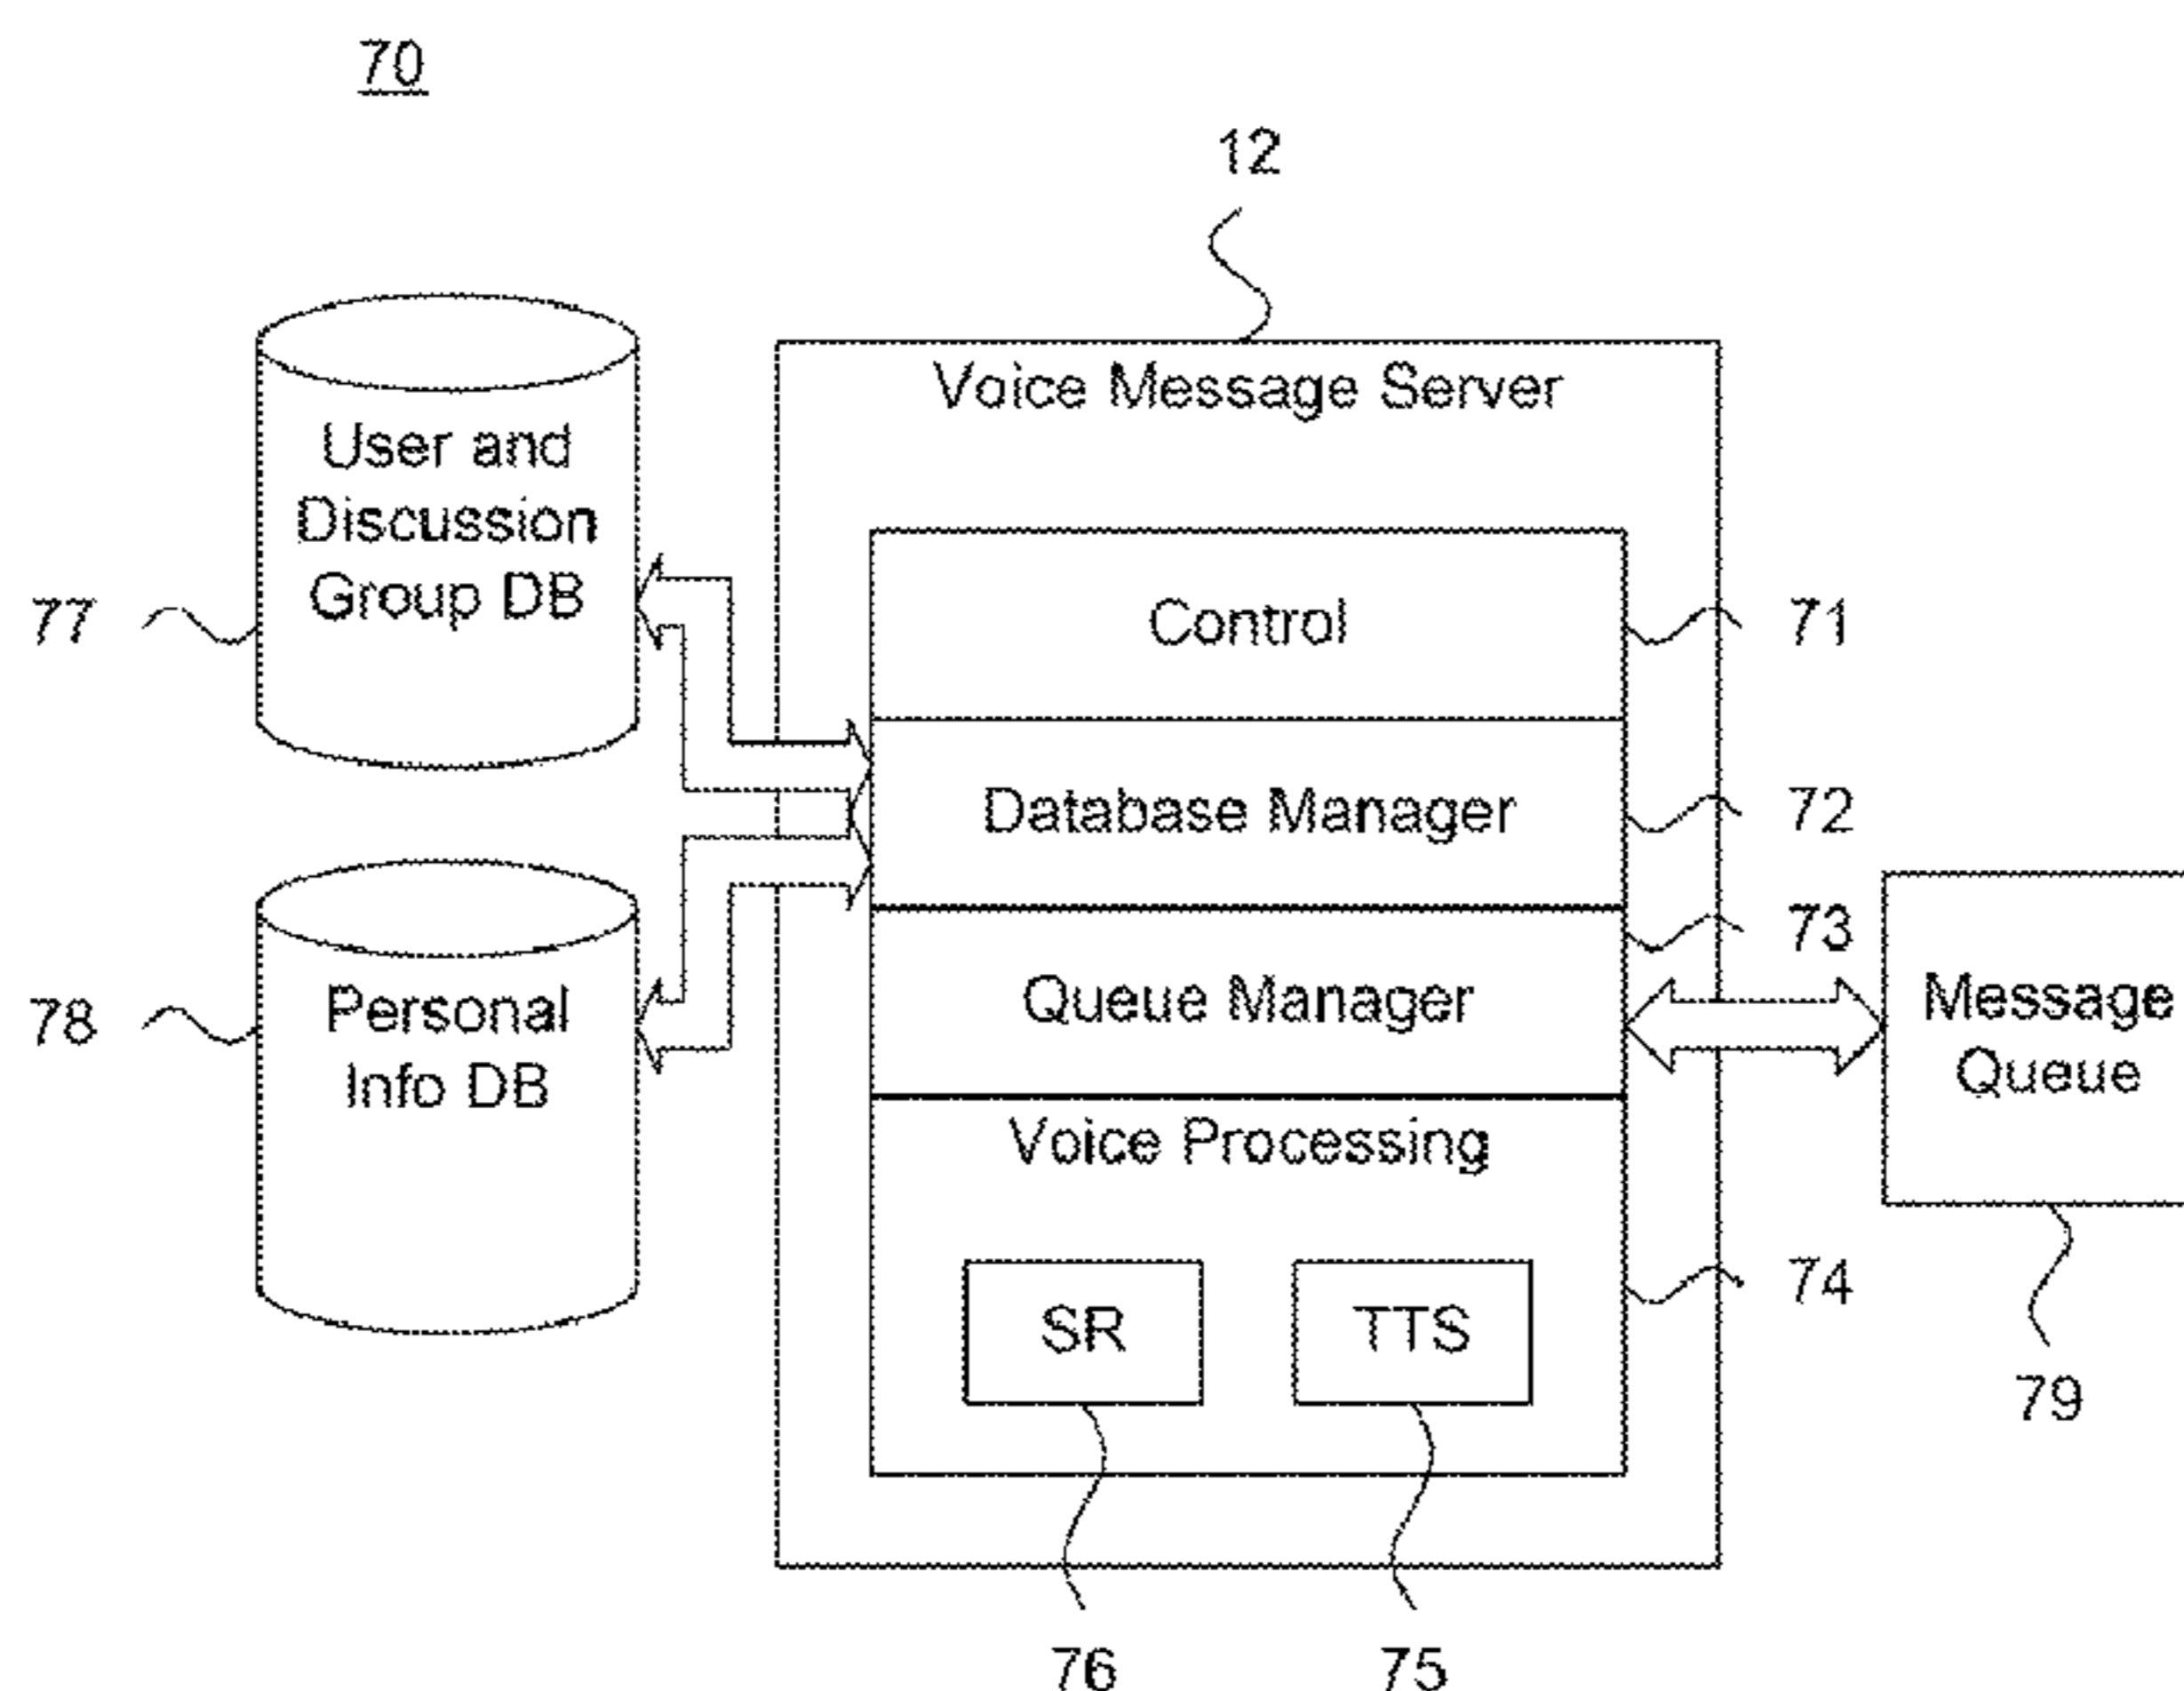 70
12
Voice Message Server
User and
Discussion
Group DB
77
Control
71
Database Manager
72
73
Queue Manager
Message
Queue
78
Personal
Info DB
Voice Processing
74
SR
TTS
79
76
75